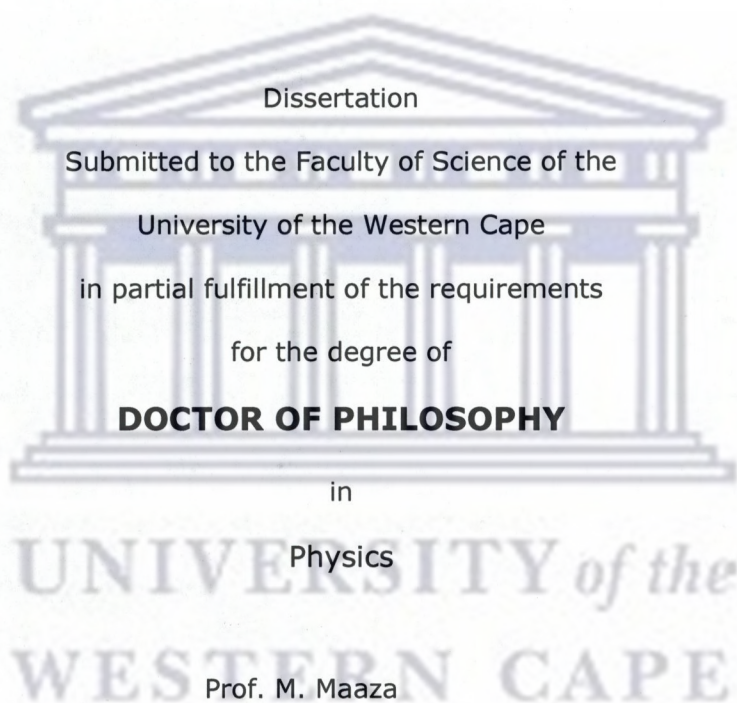 Dissertation
Submitted to the Faculty of Science of the
University of the Western Cape
in partial fulfillment of the requirements
for the degree of
DOCTOR OF PHILOSOPHY
in
Physics
UNIVERSITY of the
WESTERN CAPE
Prof. M. Maaza